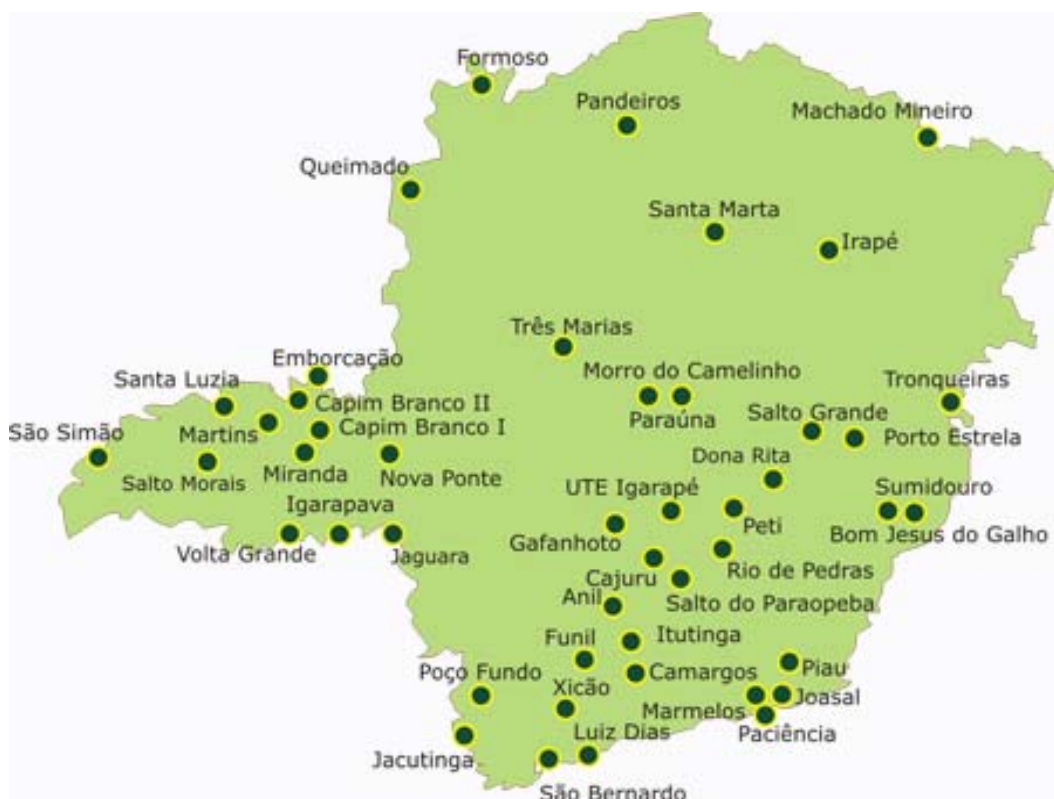 Formoso
Pandeiros
Machado Mineiro
Queimado
Santa Marta
Irapé
Três Marias
Emborcação
Morro do Camelinho
Santa Luzia
Capim Branco II
Paraúna
Tronqueiras
Salto Grande
São Simão
Martins
Capim Branco I
Porto Estrela
Dona Rita
Miranda
Nova Ponte
Salto Morais
UTE Igarapé
Sumidouro
Igarapava
Peti
Bom Jesus do Galho
Volta Grande
Jaguara
Gafanhoto
Rio de Pedras
Cajuru
Anil
Salto do Paraopeba
Funil
Itutinga
Poço Fundo
Camargos
Piau
Xicão
Marmelos
Joasal
Luiz Dias
Paciência
Jacutinga
São Bernardo